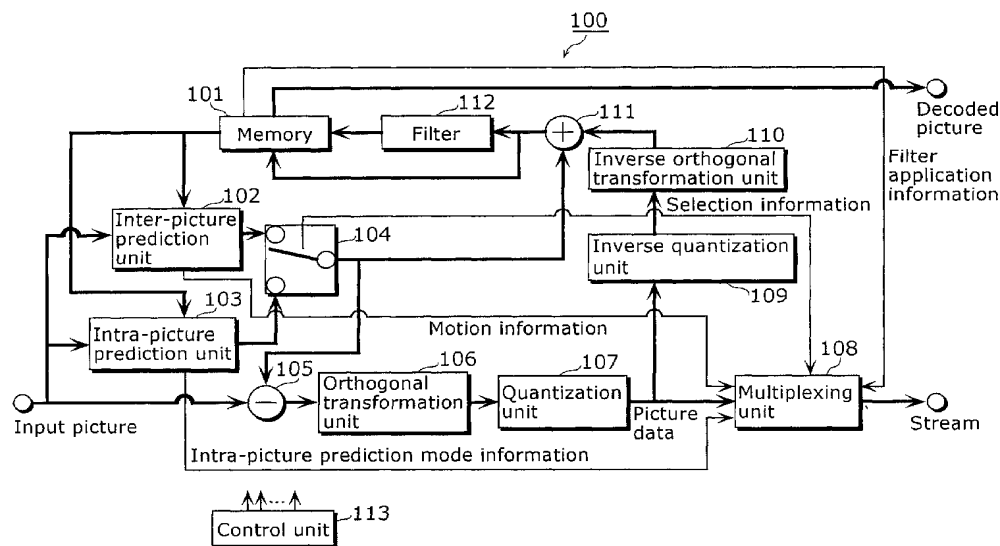 100
101
Memory
112
Filter
111
+
110
Inverse orthogonal
transformation unit
Decoded
picture
Filter
application
information
102
Inter-picture
prediction
unit
104
Selection information
Inverse quantization
unit
109
103
Intra-picture
prediction unit
Motion information
105
−
106
Orthogonal
transformation
unit
107
Quantization
unit
108
Multiplexing
unit
Input picture
Picture
data
Stream
Intra-picture prediction mode information
Control unit
113